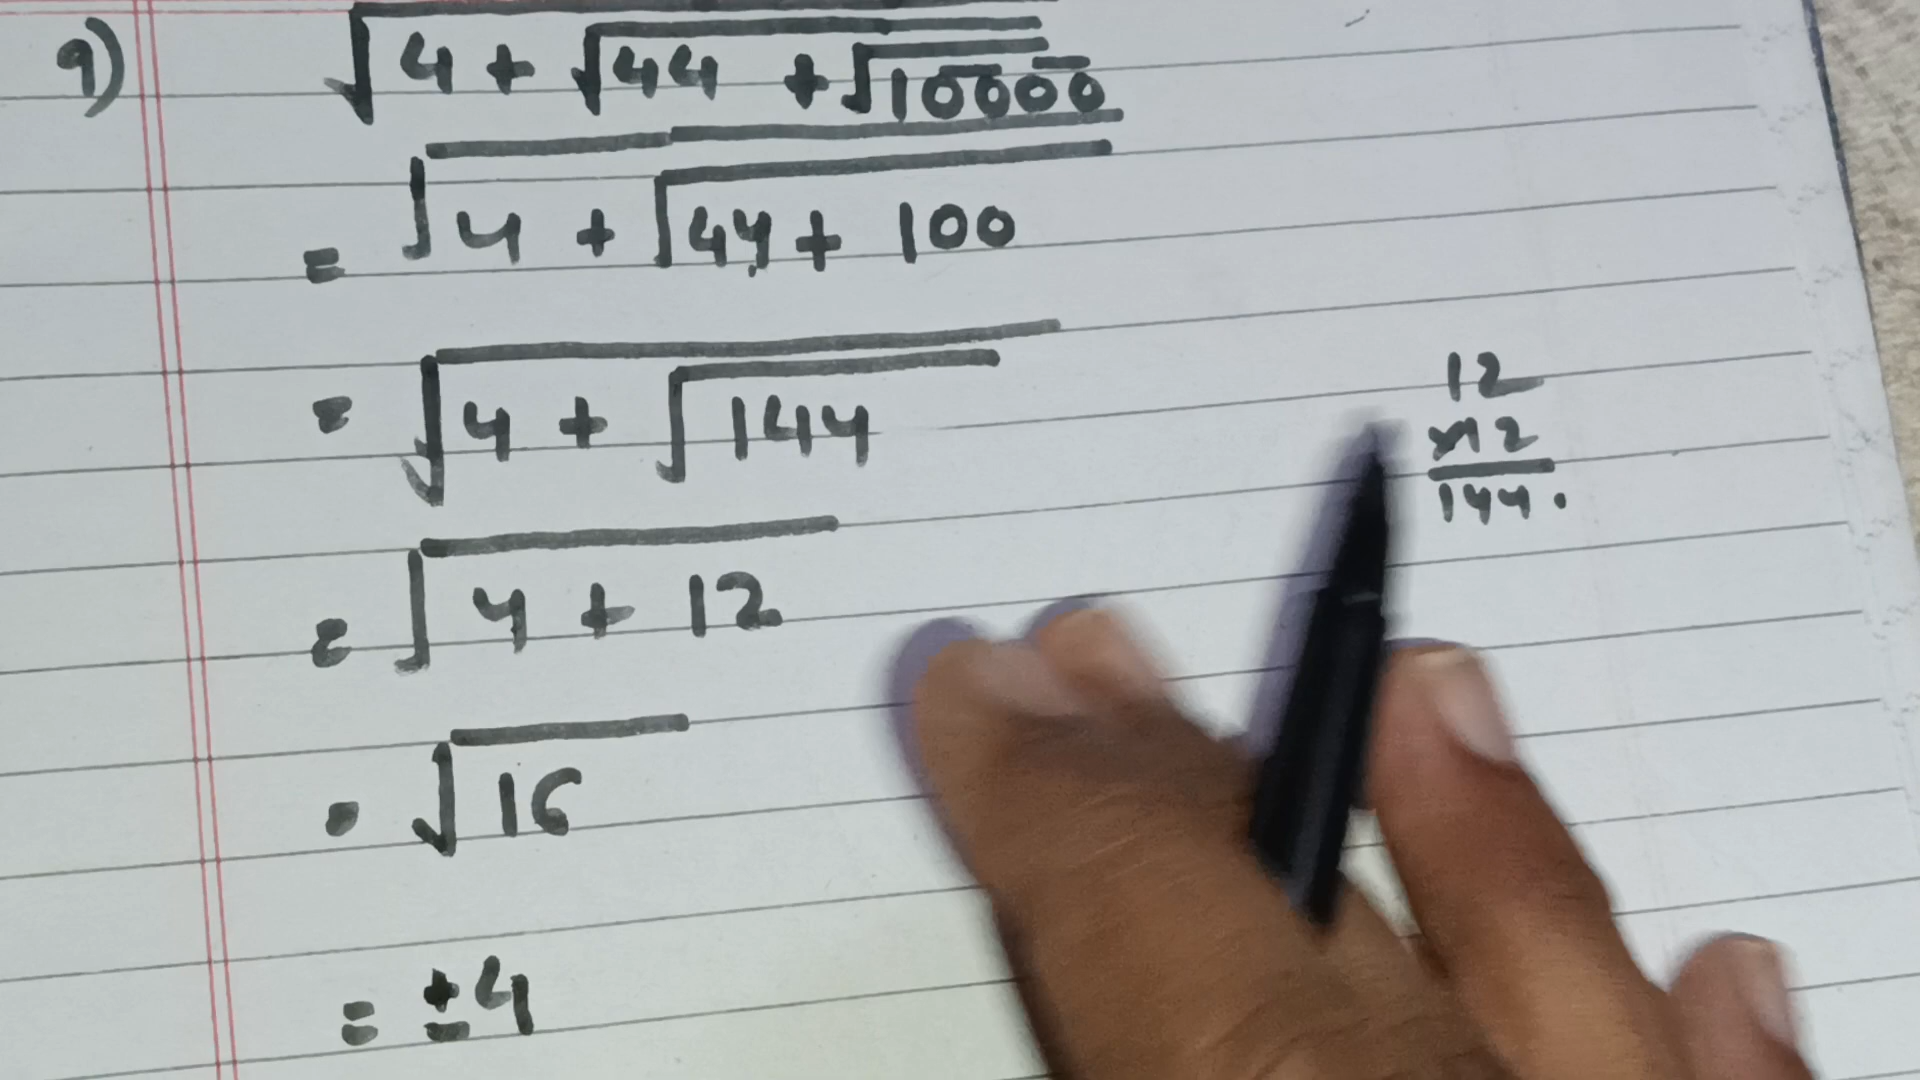 9) √4 + √44 + √10000
= √4 + √44 + 100
= √4 + √144
= √4 + 12
= √16
= ±4
12
×12
144.